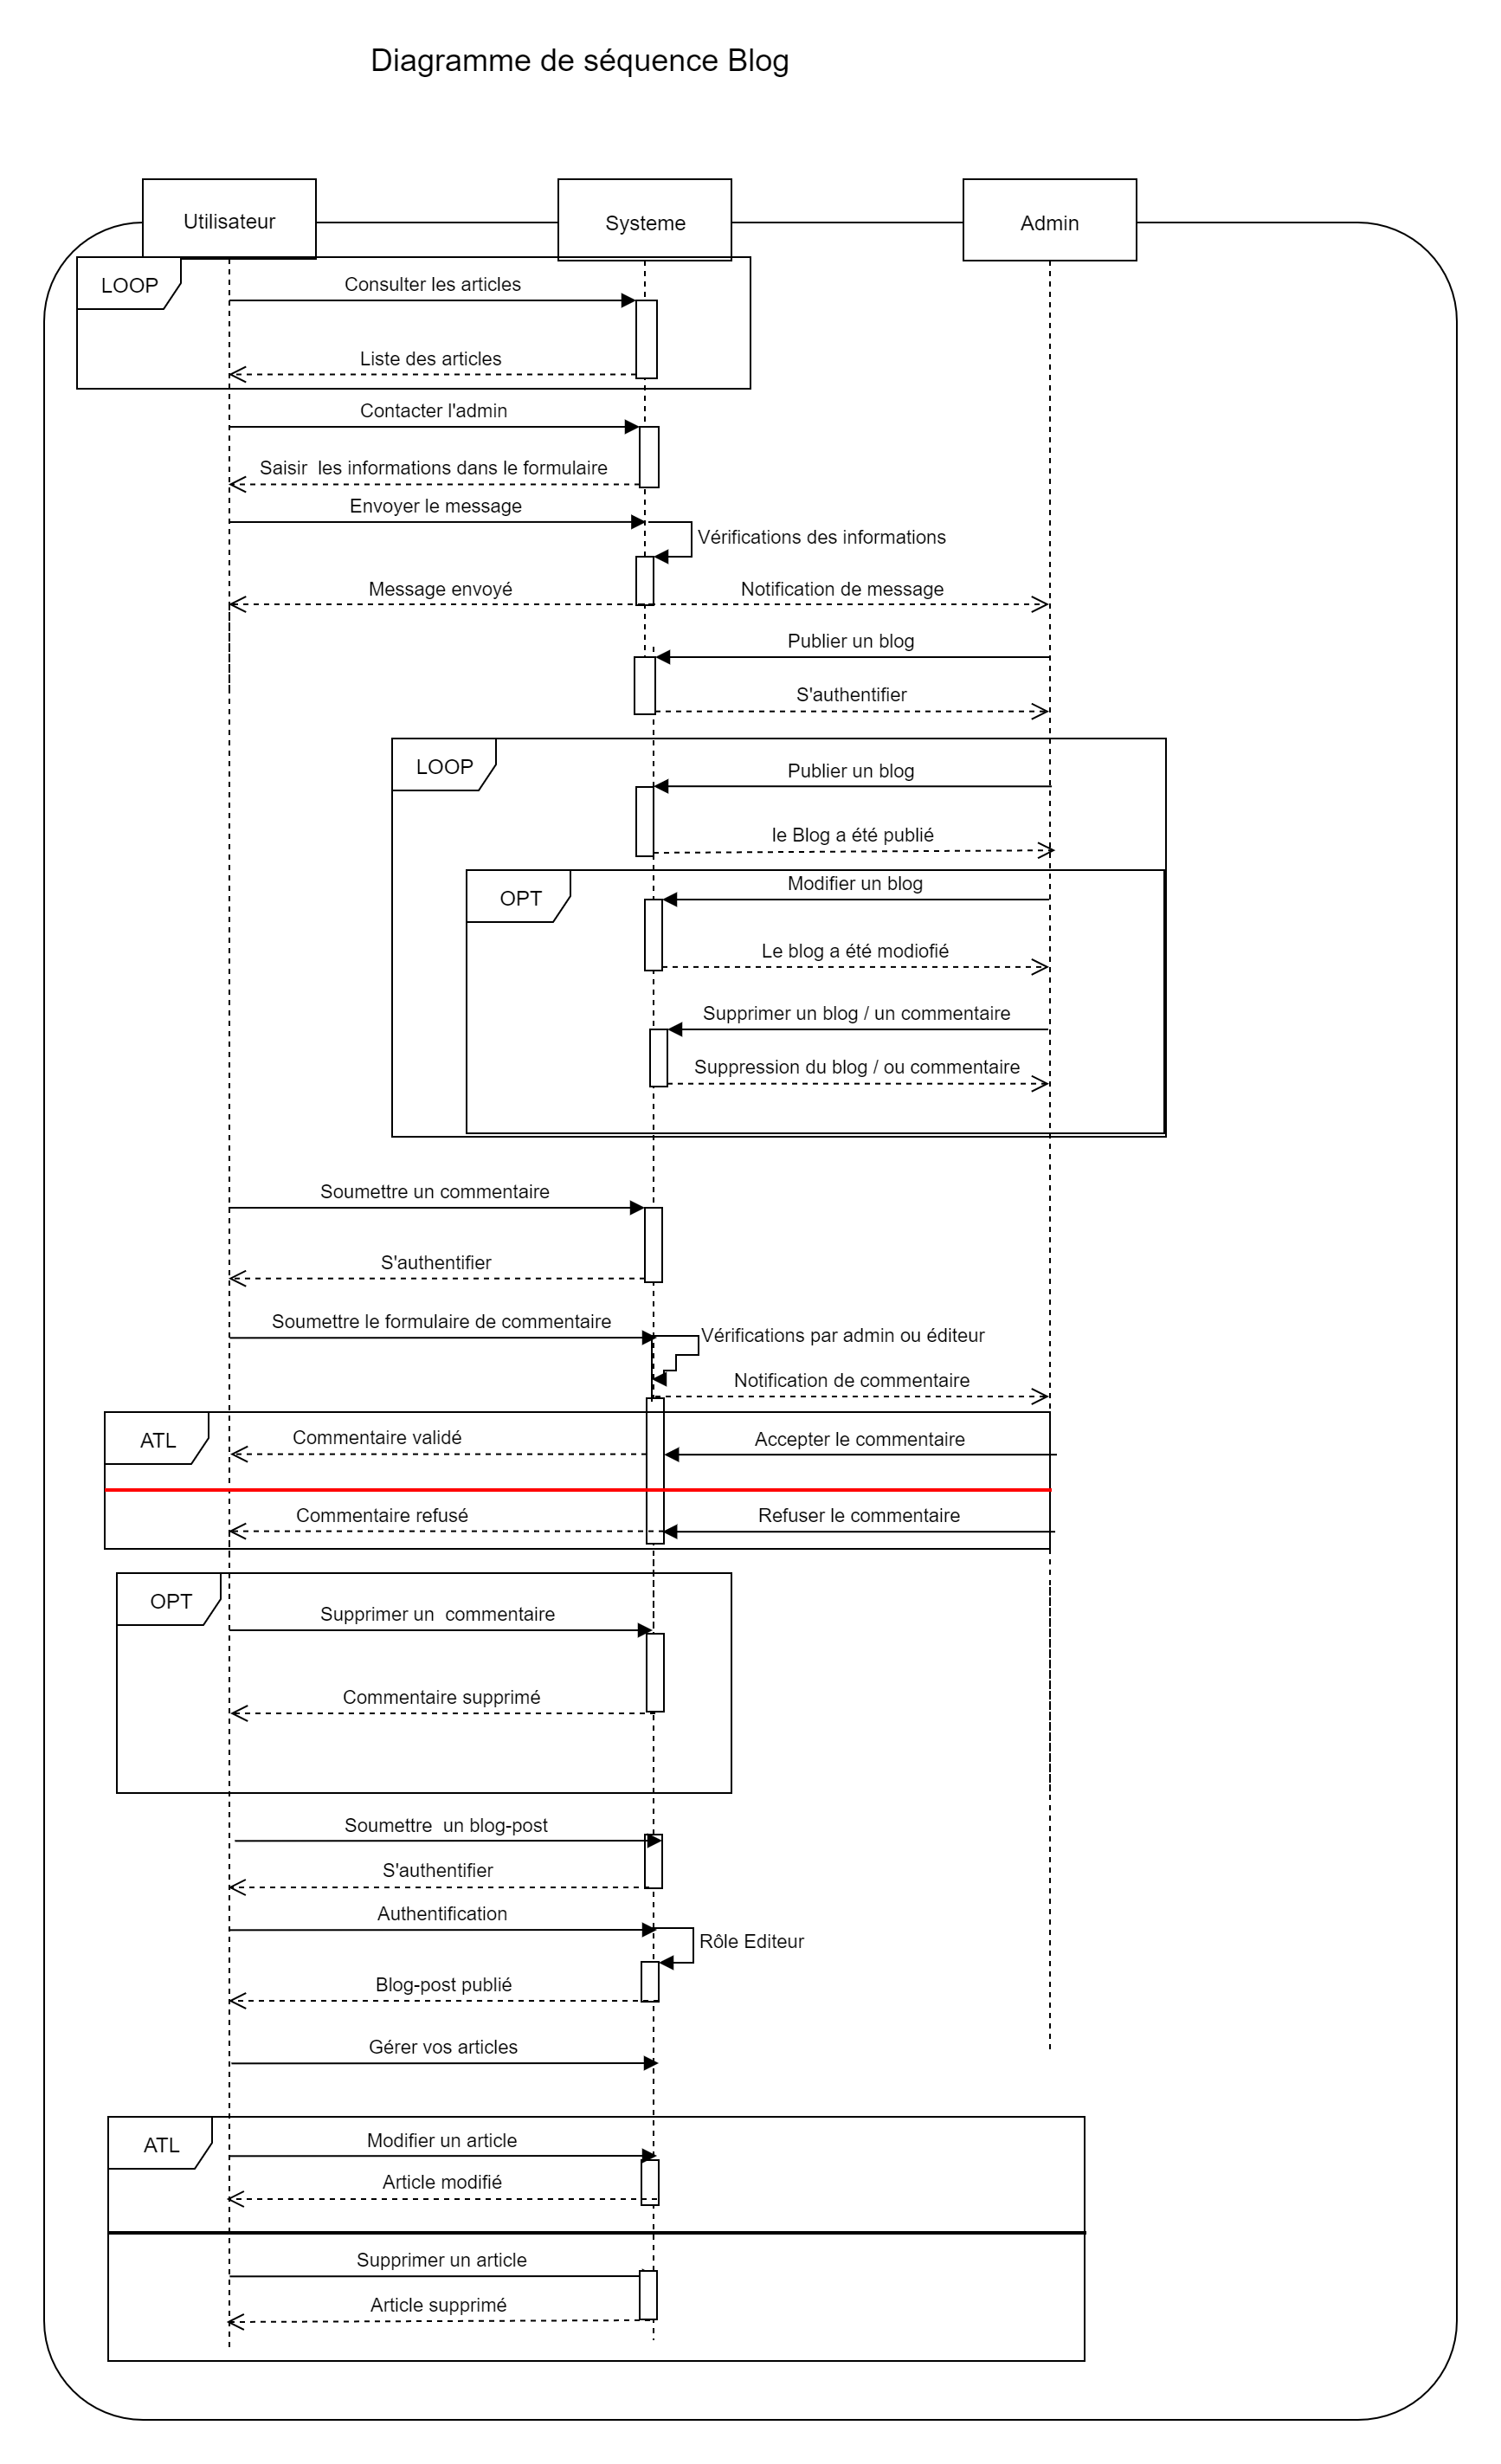 Diagramme de séquence Blog
Utilisateur
Systeme
Admin
LOOP
Consulter les articles
Liste des articles
Contacter l'admin
Saisir  les informations dans le formulaire
Envoyer le message
Vérifications des informations
Message envoyé
Notification de message
Publier un blog
S'authentifier
LOOP
Publier un blog
le Blog a été publié
OPT
Modifier un blog
Le blog a été modiofié
Supprimer un blog / un commentaire
Suppression du blog / ou commentaire
Soumettre un commentaire
S'authentifier
Soumettre le formulaire de commentaire
Vérifications par admin ou éditeur
Notification de commentaire
ATL
Commentaire validé
Accepter le commentaire
Commentaire refusé
Refuser le commentaire
OPT
Supprimer un  commentaire
Commentaire supprimé
Soumettre  un blog-post
S'authentifier
Authentification
Rôle Editeur
Blog-post publié
Gérer vos articles
ATL
Modifier un article
Article modifié
Supprimer un article
Article supprimé